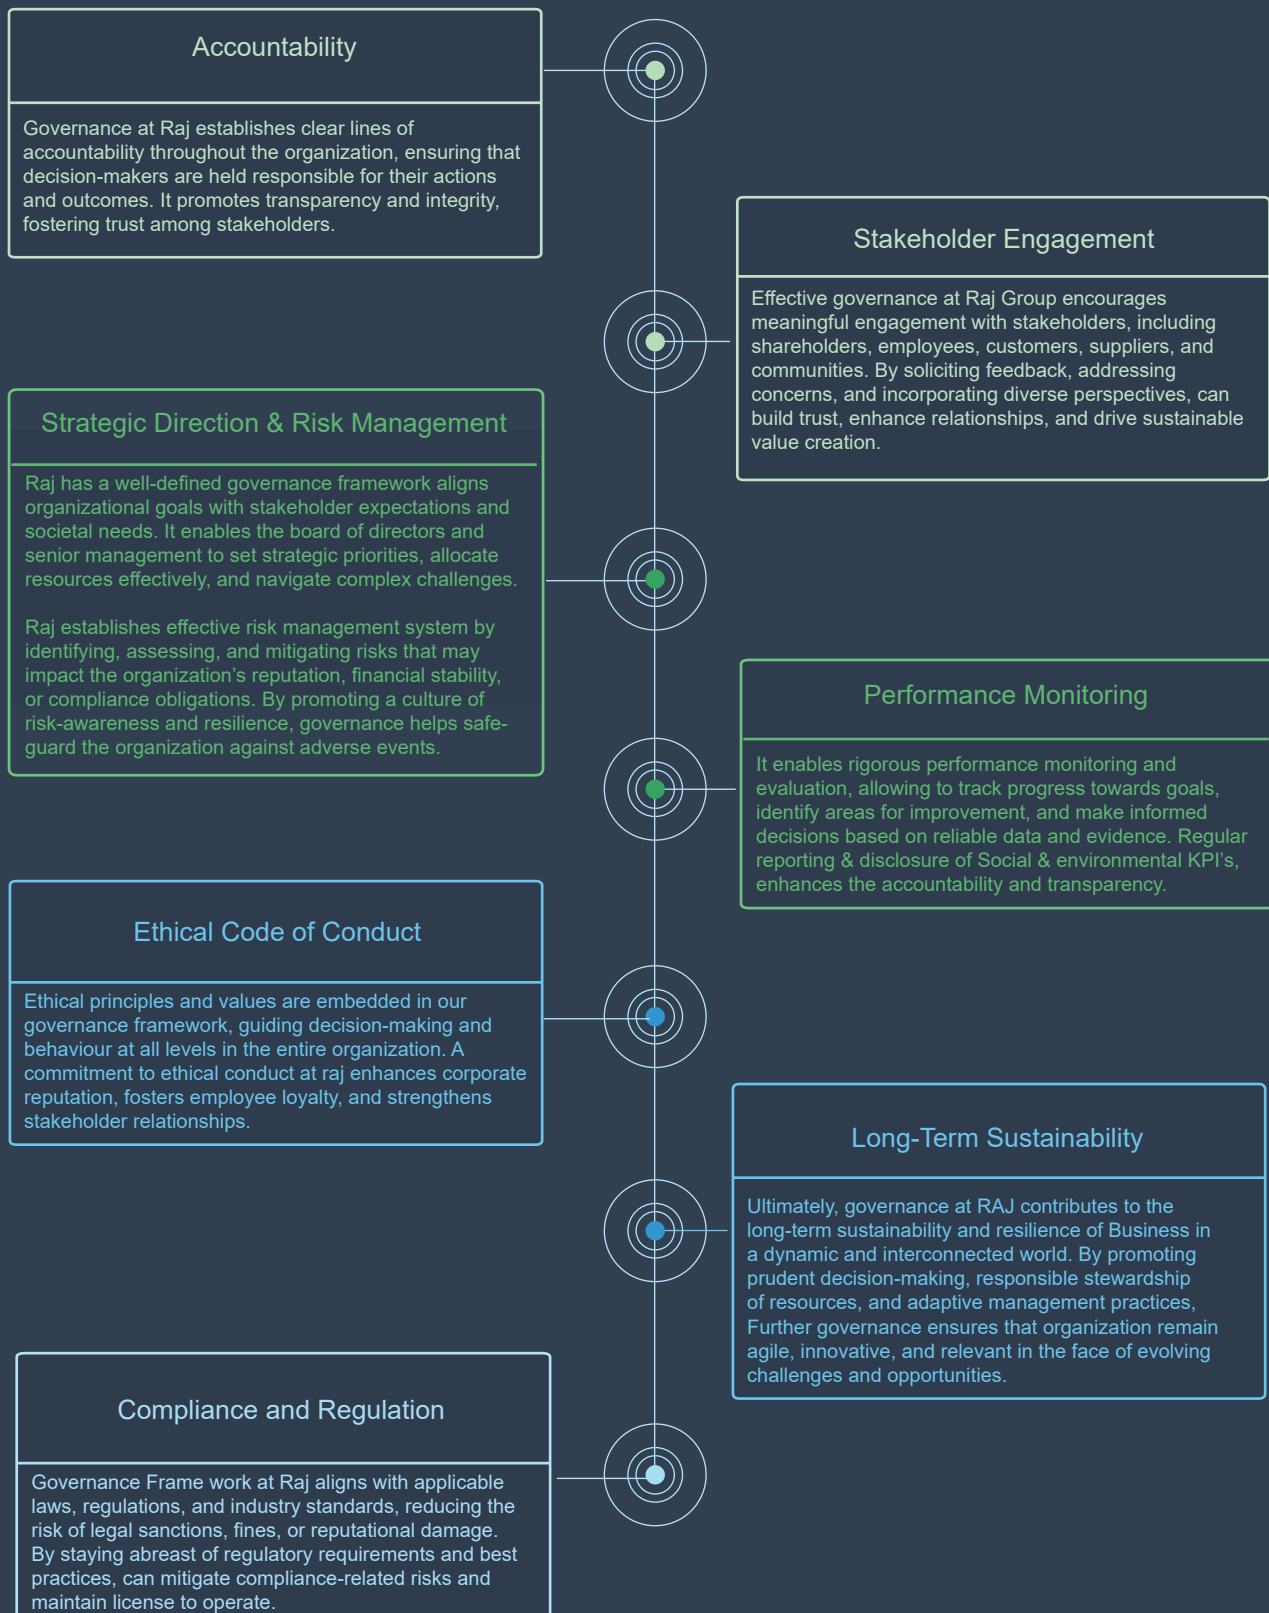 Accountability
Governance at Raj establishes clear lines of
accountability throughout the organization, ensuring that
decision-makers are held responsible for their actions
and outcomes. It promotes transparency and integrity,
fostering trust among stakeholders.
Stakeholder Engagement
Effective governance at Raj Group encourages
meaningful engagement with stakeholders, including
shareholders, employees, customers, suppliers, and
communities. By soliciting feedback, addressing
concerns, and incorporating diverse perspectives, can
build trust, enhance relationships, and drive sustainable
value creation.
Strategic Direction & Risk Management
Raj has a well-defined governance framework aligns
organizational goals with stakeholder expectations and
societal needs. It enables the board of directors and
senior management to set strategic priorities, allocate
resources effectively, and navigate complex challenges.
Raj establishes effective risk management system by
identifying, assessing, and mitigating risks that may
impact the organization’s reputation, financial stability,
or compliance obligations. By promoting a culture of
risk-awareness and resilience, governance helps safe-
guard the organization against adverse events.
Performance Monitoring
It enables rigorous performance monitoring and
evaluation, allowing to track progress towards goals,
identify areas for improvement, and make informed
decisions based on reliable data and evidence. Regular
reporting & disclosure of Social & environmental KPI’s,
enhances the accountability and transparency.
Ethical Code of Conduct
Ethical principles and values are embedded in our
governance framework, guiding decision-making and
behaviour at all levels in the entire organization. A
commitment to ethical conduct at raj enhances corporate
reputation, fosters employee loyalty, and strengthens
stakeholder relationships.
Long-Term Sustainability
Ultimately, governance at RAJ contributes to the
long-term sustainability and resilience of Business in
a dynamic and interconnected world. By promoting
prudent decision-making, responsible stewardship
of resources, and adaptive management practices,
Further governance ensures that organization remain
agile, innovative, and relevant in the face of evolving
challenges and opportunities.
Compliance and Regulation
Governance Frame work at Raj aligns with applicable
laws, regulations, and industry standards, reducing the
risk of legal sanctions, fines, or reputational damage.
By staying abreast of regulatory requirements and best
practices, can mitigate compliance-related risks and
maintain license to operate.